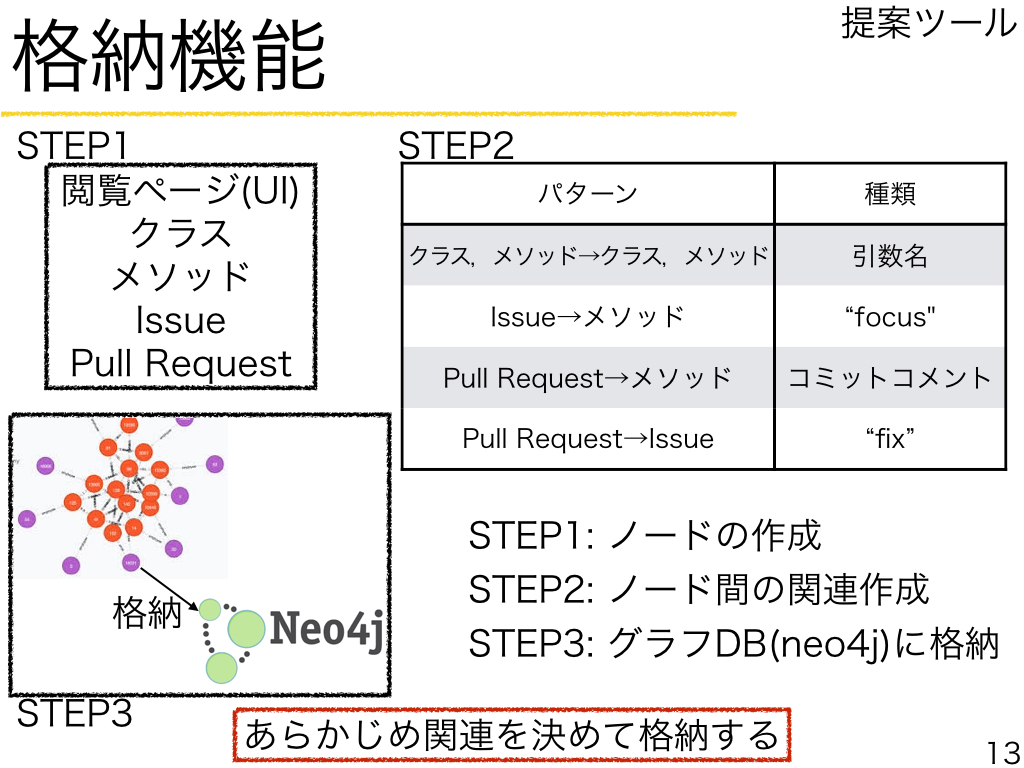 格納機能
提案ツール
STEP1
閲覧ページ(UI)
クラス
メソッド
Issue
Pull Request
STEP2
パターン 種類
クラス，メソッド→クラス，メソッド 引数名
Issue→メソッド “focus"
Pull Request→メソッド コミットコメント
Pull Request→Issue “fix”
格納
Neo4j
STEP3
STEP1: ノードの作成
STEP2: ノード間の関連作成
STEP3: グラフDB(neo4j)に格納
あらかじめ関連を決めて格納する
13